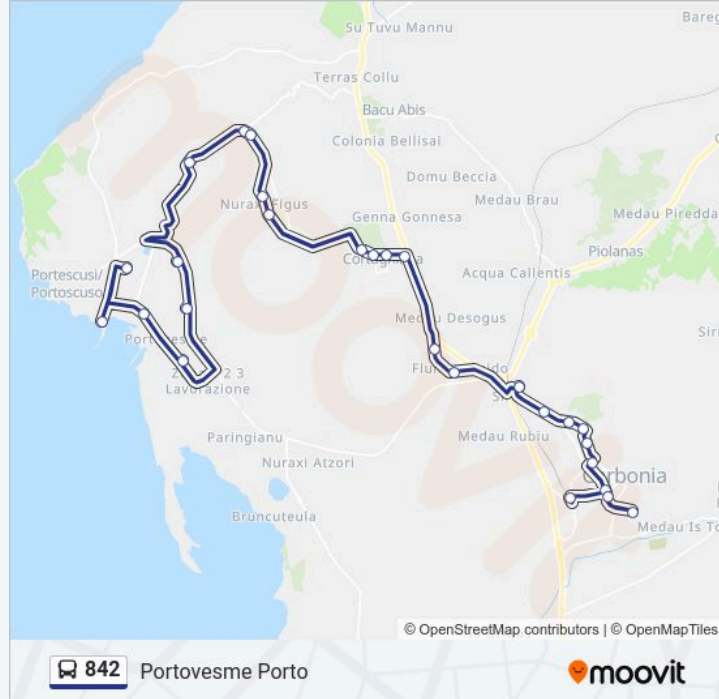 Su Tuvu Mannu
Bareg
Terras Collu
Bacu Abis
Colonia Bellisai
Domu Beccia
Medau Brau
Nuraxi Figus
Genna Gonnesa
Medau Piredda
Piolanas
Portescusi/
Portoscuso
Acqua Callentis
Medau Desogus
Portovesme
Lavorazione
Paringianu
Medau Rubiu
Nuraxi Atzori
Carbonia
Bruncuteula
Medau Is To
moovit
© OpenStreetMap contributors | © OpenMapTiles
842 Portovesme Porto
moovit